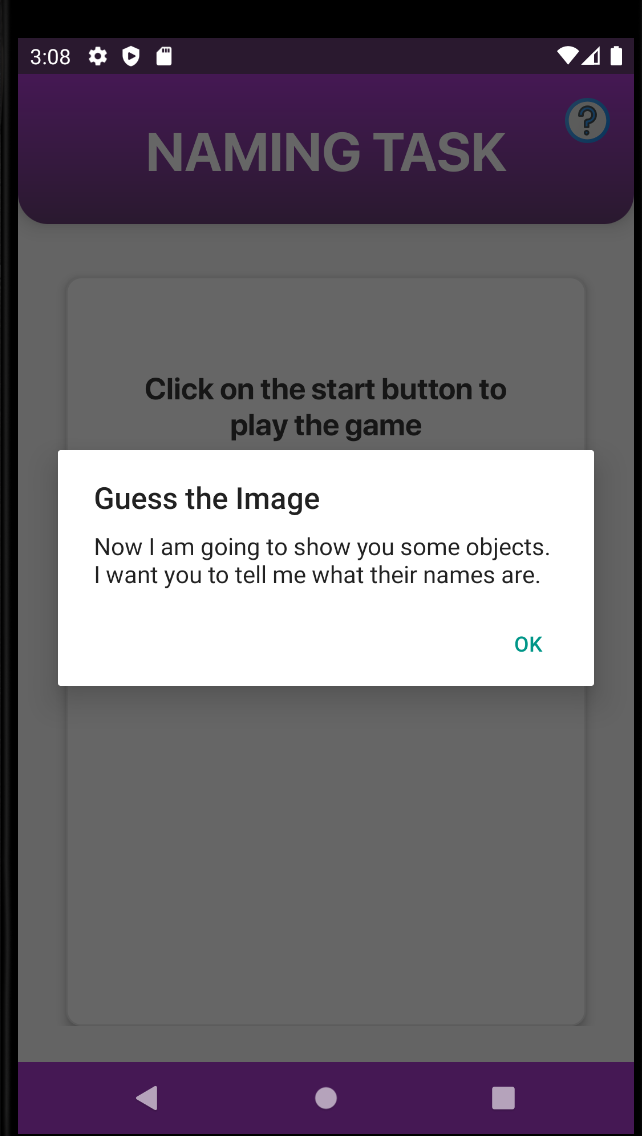 3:08
NAMING TASK
?
Click on the start button to
play the game
Guess the Image
Now I am going to show you some objects.
I want you to tell me what their names are.
OK